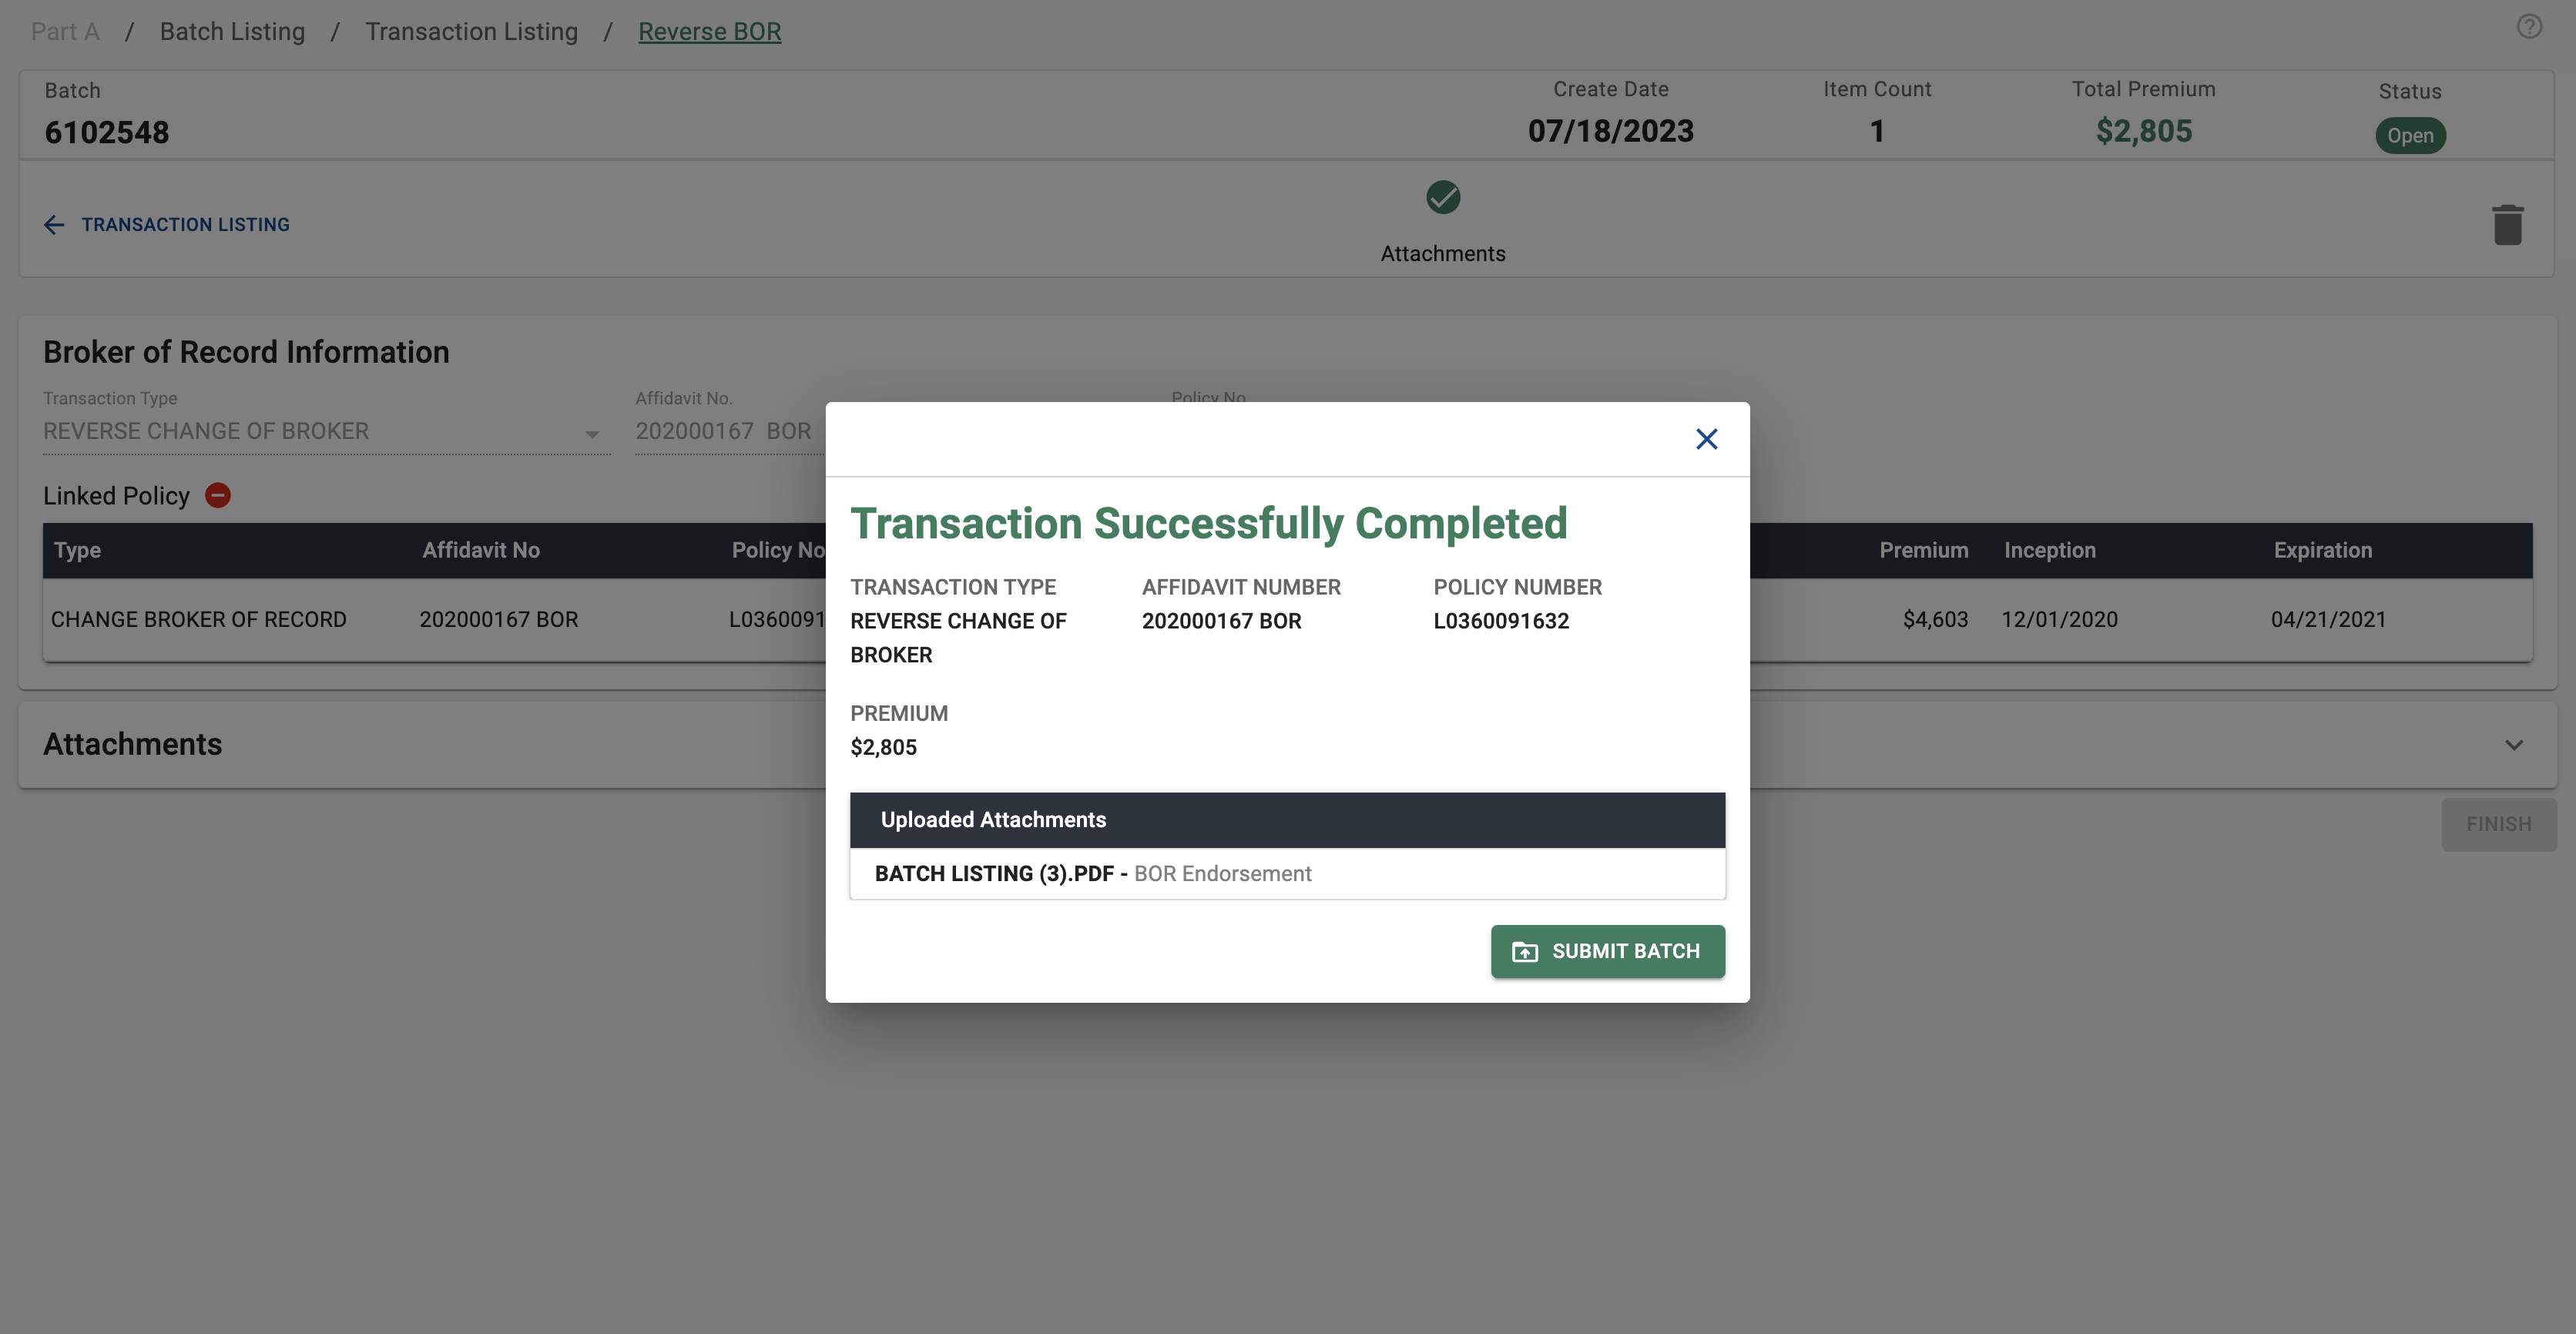 Part A / Batch Listing / Transaction Listing / Reverse BOR
Batch
6102548
Create Date
07/18/2023
Item Count
1
Total Premium
$2,805
Status
Open
TRANSACTION LISTING
Attachments
Broker of Record Information
Transaction Type
REVERSE CHANGE OF BROKER
Affidavit No.
202000167 BOR
Policy No
Linked Policy
Type Affidavit No Policy No Premium Inception Expiration
CHANGE BROKER OF RECORD 202000167 BOR L0360091 $4,603 12/01/2020 04/21/2021
Attachments
FINISH
Transaction Successfully Completed
TRANSACTION TYPE
REVERSE CHANGE OF
BROKER
AFFIDAVIT NUMBER
202000167 BOR
POLICY NUMBER
L0360091632
PREMIUM
$2,805
Uploaded Attachments
BATCH LISTING (3).PDF - BOR Endorsement
SUBMIT BATCH